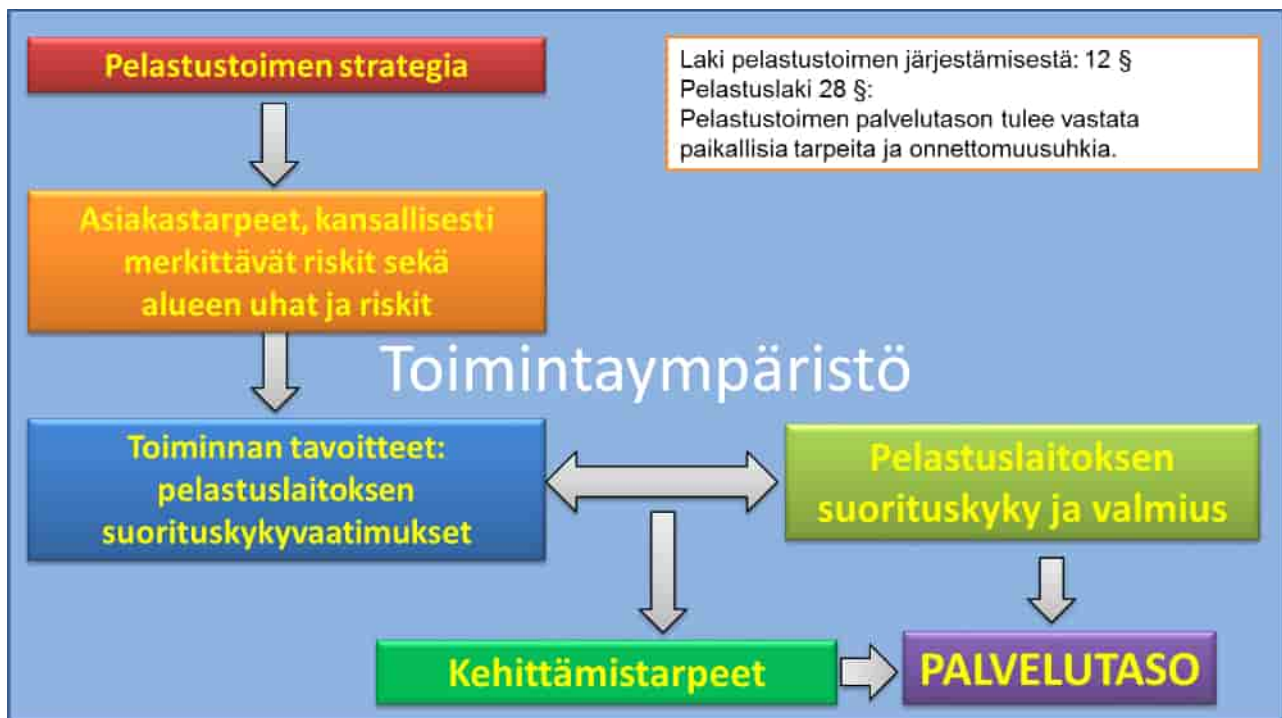 Pelastustoimen strategia
Laki pelastustoimen järjestämisestä: 12 §
Pelastuslaki 28 §:
Pelastustoimen palvelutason tulee vastata
paikallisia tarpeita ja onnettomuusuhkia.
Asiakastarpeet, kansallisesti
merkittävät riskit sekä
alueen uhat ja riskit
Toimintaympäristö
Toiminnan tavoitteet:
pelastuslaitoksen
suorituskykyvaatimukset
Pelastuslaitoksen
suorituskyky ja valmius
Kehittämistarpeet
PALVELUTASO